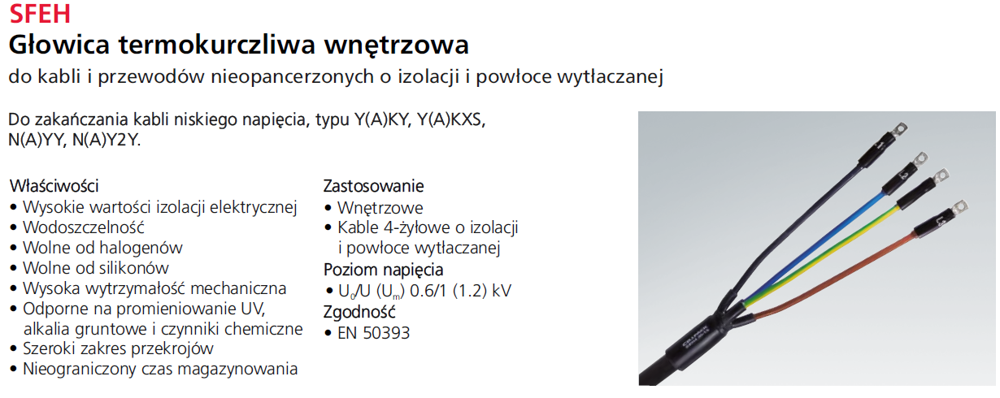 SFEH
Głowica termokurczliwa wnętrzowa
do kabli i przewodów nieopancerzonych o izolacji i powłoce wytłaczanej
Do zakańczania kabli niskiego napięcia, typu Y(A)KY, Y(A)KXS,
N(A)YY, N(A)Y2Y.
Właściwości
• Wysokie wartości izolacji elektrycznej
• Wodoszczelność
• Wolne od halogenów
• Wolne od silikonów
• Wysoka wytrzymałość mechaniczna
• Odporne na promieniowanie UV,
alkalia gruntowe i czynniki chemiczne
• Szeroki zakres przekrojów
• Nieograniczony czas magazynowania
Zastosowanie
• Wnętrzowe
• Kable 4-żyłowe o izolacji
i powłoce wytłaczanej
Poziom napięcia
• U₀/U (Uₘ) 0.6/1 (1.2) kV
Zgodność
• EN 50393
L2